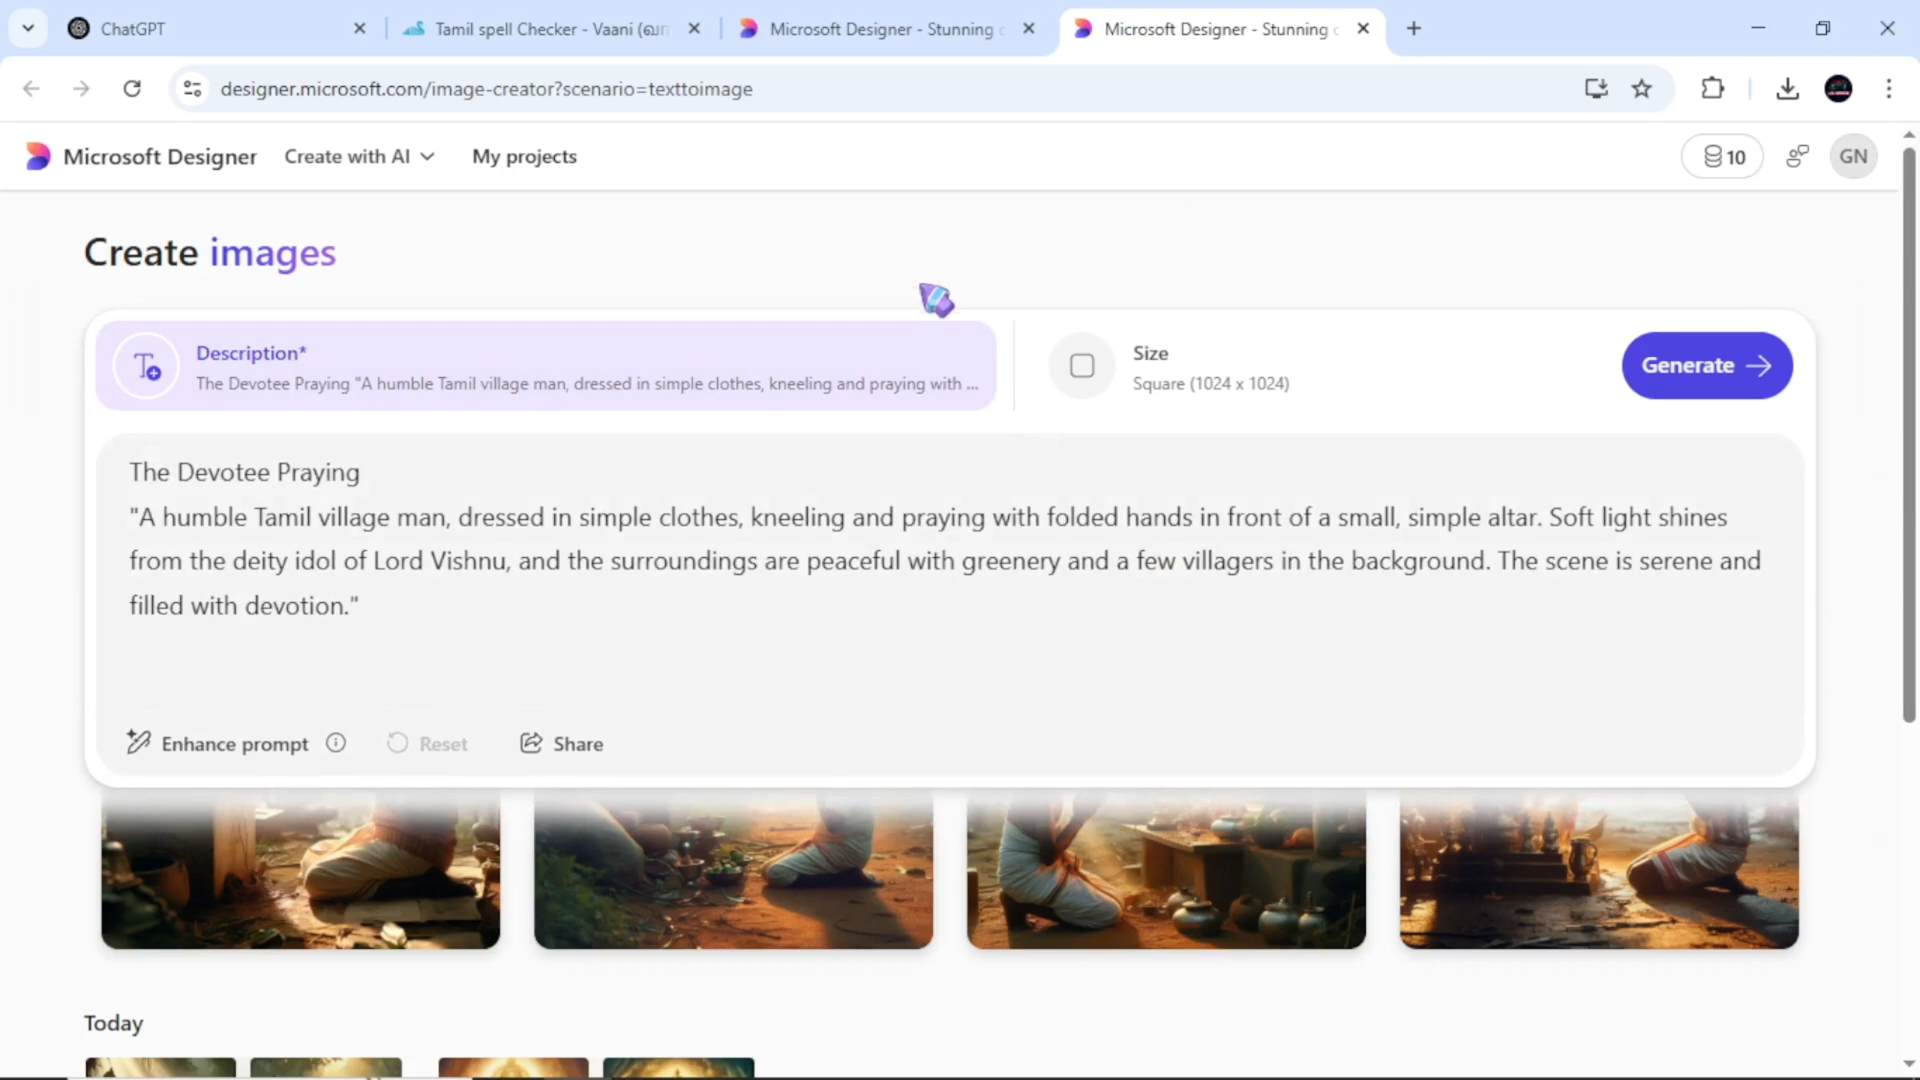 ChatGPT
Tamil spell Checker - Vaani (வா
Microsoft Designer - Stunning
Microsoft Designer - Stunning
designer.microsoft.com/image-creator?scenario=texttoimage
Microsoft Designer
Create with AI
My projects
10
GN
Create images
Description*
The Devotee Praying "A humble Tamil village man, dressed in simple clothes, kneeling and praying with ...
Size
Square (1024 x 1024)
Generate
The Devotee Praying
"A humble Tamil village man, dressed in simple clothes, kneeling and praying with folded hands in front of a small, simple altar. Soft light shines
from the deity idol of Lord Vishnu, and the surroundings are peaceful with greenery and a few villagers in the background. The scene is serene and
filled with devotion."
Enhance prompt
Reset
Share
Today